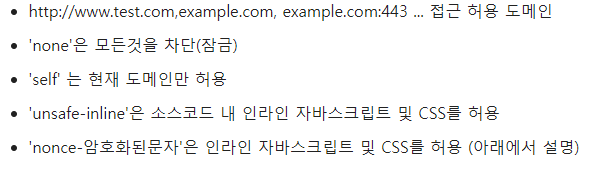 • http://www.test.com,example.com, example.com:443 ... 접근 허용 도메인
• 'none'은 모든것을 차단(잠금)
• 'self' 는 현재 도메인만 허용
• 'unsafe-inline'은 소스코드 내 인라인 자바스크립트 및 CSS를 허용
• 'nonce-암호화된문자'은 인라인 자바스크립트 및 CSS를 허용 (아래에서 설명)